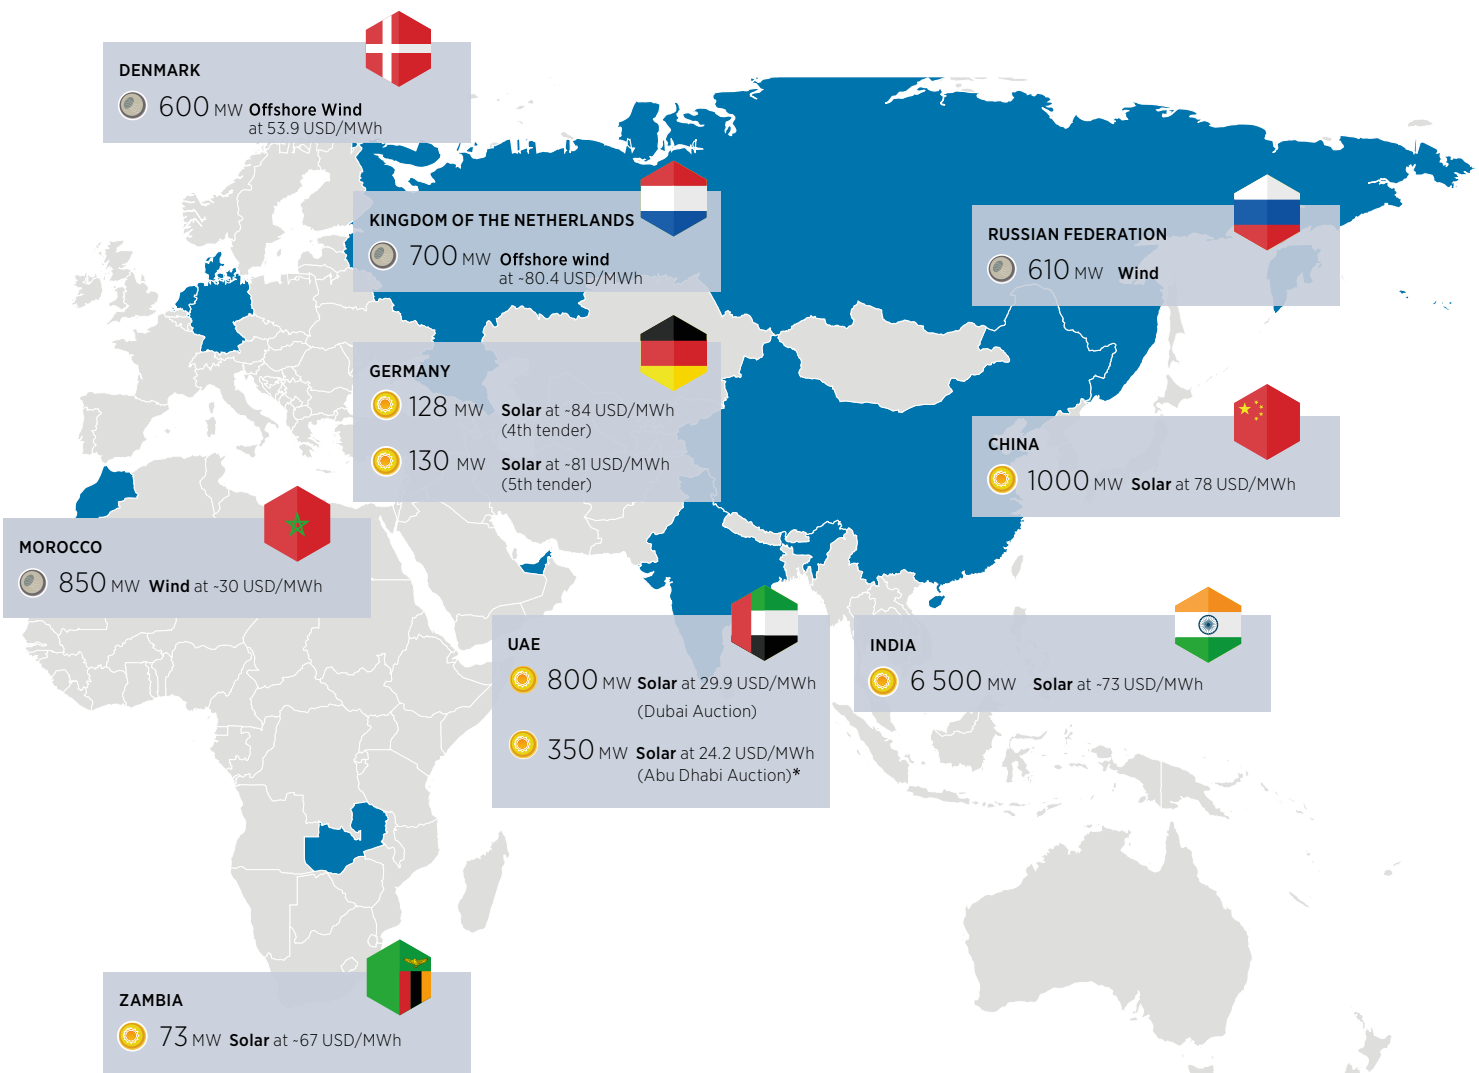 DENMARK
600 MW Offshore Wind
at 53.9 USD/MWh
KINGDOM OF THE NETHERLANDS
700 MW Offshore wind
at ~80.4 USD/MWh
RUSSIAN FEDERATION
610 MW Wind
GERMANY
128 MW Solar at ~84 USD/MWh
(4th tender)
130 MW Solar at ~81 USD/MWh
(5th tender)
CHINA
1000 MW Solar at 78 USD/MWh
MOROCCO
850 MW Wind at ~30 USD/MWh
UAE
800 MW Solar at 29.9 USD/MWh
(Dubai Auction)
350 MW Solar at 24.2 USD/MWh
(Abu Dhabi Auction)*
INDIA
6 500 MW Solar at ~73 USD/MWh
ZAMBIA
73 MW Solar at ~67 USD/MWh